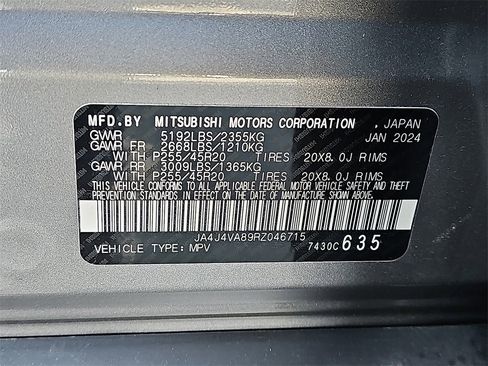 MFD.BY MITSUBISHI MOTORS CORPORATION , JAPAN
GVWR 5192LBS/2355KG JAN 2024
GAWR FR 2668LBS/1210KG
WITH P255/45R20 TIRES 20X8.0J RIMS
GAWR RR 3009LBS/1365KG
WITH P255/45R20 TIRES 20X8.0J RIMS
THIS VEHICLE CONFORMS TO ALL APPLICABLE FEDERAL MOTOR VEHICLE SAFETY AND
THEFT PREVENTION STANDARDS IN EFFECT ON THE DATE OF MANUFACTURE SHOWN ABOVE.
JA4J4VA89RZ046715
VEHICLE TYPE: MPV 7430C 635